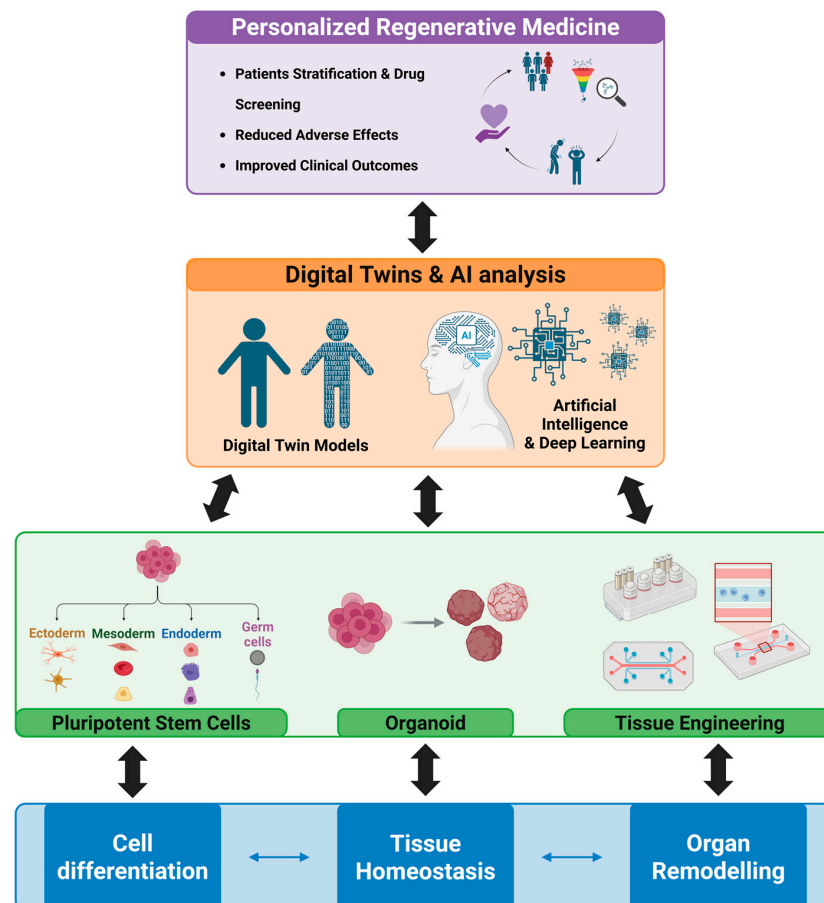 Personalized Regenerative Medicine
• Patients Stratification & Drug
Screening
• Reduced Adverse Effects
• Improved Clinical Outcomes
Digital Twins & AI analysis
AI
Digital Twin Models
Artificial
Intelligence
& Deep Learning
Ectoderm
Mesoderm
Endoderm
Germ
cells
Pluripotent Stem Cells
Organoid
Tissue Engineering
Cell
differentiation
Tissue
Homeostasis
Organ
Remodelling